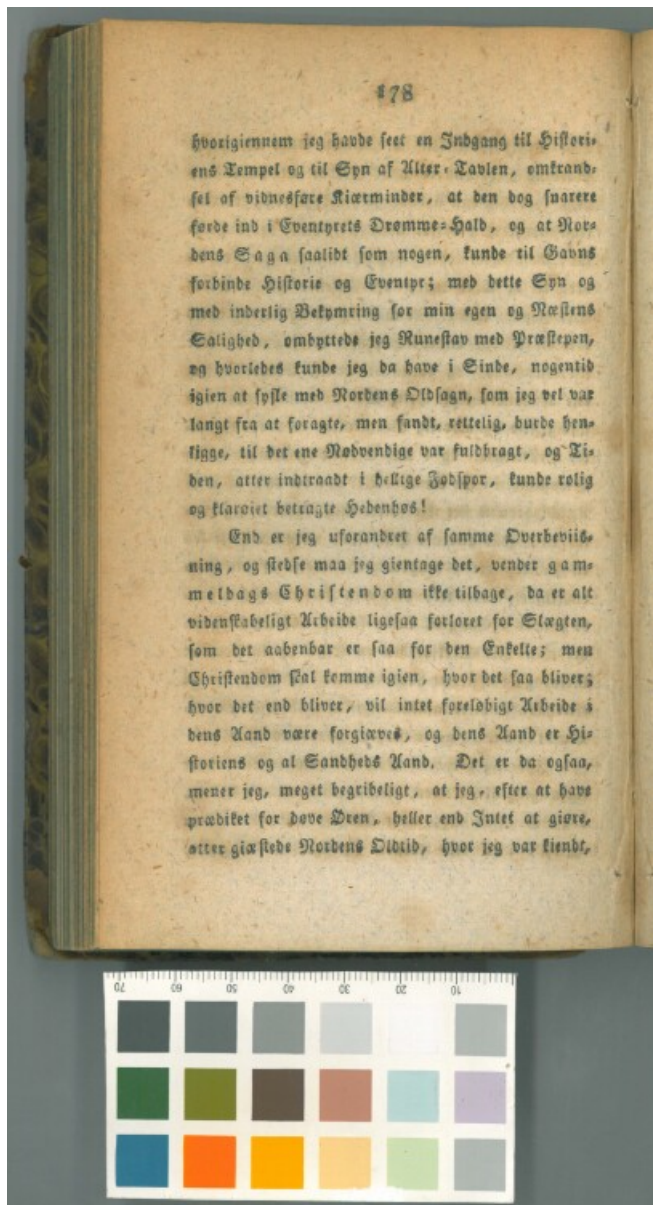 178
hvorigiennem jeg havde seet en Indgang til Histori-
ens Tempel og til Syn af Alter-Tavlen, omkrand-
sel af vidnesføre Kiærminder, at den dog snarere
førde ind i Eventyrets Drømme-Hald, og at Nor-
dens Saga saalidt som nogen, kunde til Gavns
forbinde Historie og Eventyr; med dette Syn og
med inderlig Bekymring for min egen og Næstens
Salighed, ombyttede jeg Runestav med Præstepen,
og hvorledes kunde jeg da have i Sinde, nogentid
igien at sysle med Nordens Oldsagn, som jeg vel var
langt fra at foragte, men fandt, rettelig, burde hen-
ligge, til det ene Nødvendige var fuldbragt, og Ti-
den, atter indtraadt i hellige Fodspor, kunde rolig
og klarøiet betragte Hedenhøs!
End er jeg uforandret af samme Overbeviis-
ning, og stedse maa jeg gientage det, vender gam-
meldags Christendom ikke tilbage, da er alt
videnskabeligt Arbeide ligesaa forloret for Slægten,
som det aabenbar er saa for den Enkelte; men
Christendom skal komme igien, hvor det saa bliver;
hvor det end bliver, vil intet foreløbigt Arbeide i
dens Aand være forgiæves, og dens Aand er Hi-
storiens og al Sandheds Aand. Det er da ogsaa,
mener jeg, meget begribeligt, at jeg, efter at have
prædiket for døve Øren, heller end Intet at giøre,
atter giæstede Nordens Oldtid, hvor jeg var kiendt,
70
60
50
40
30
20
10